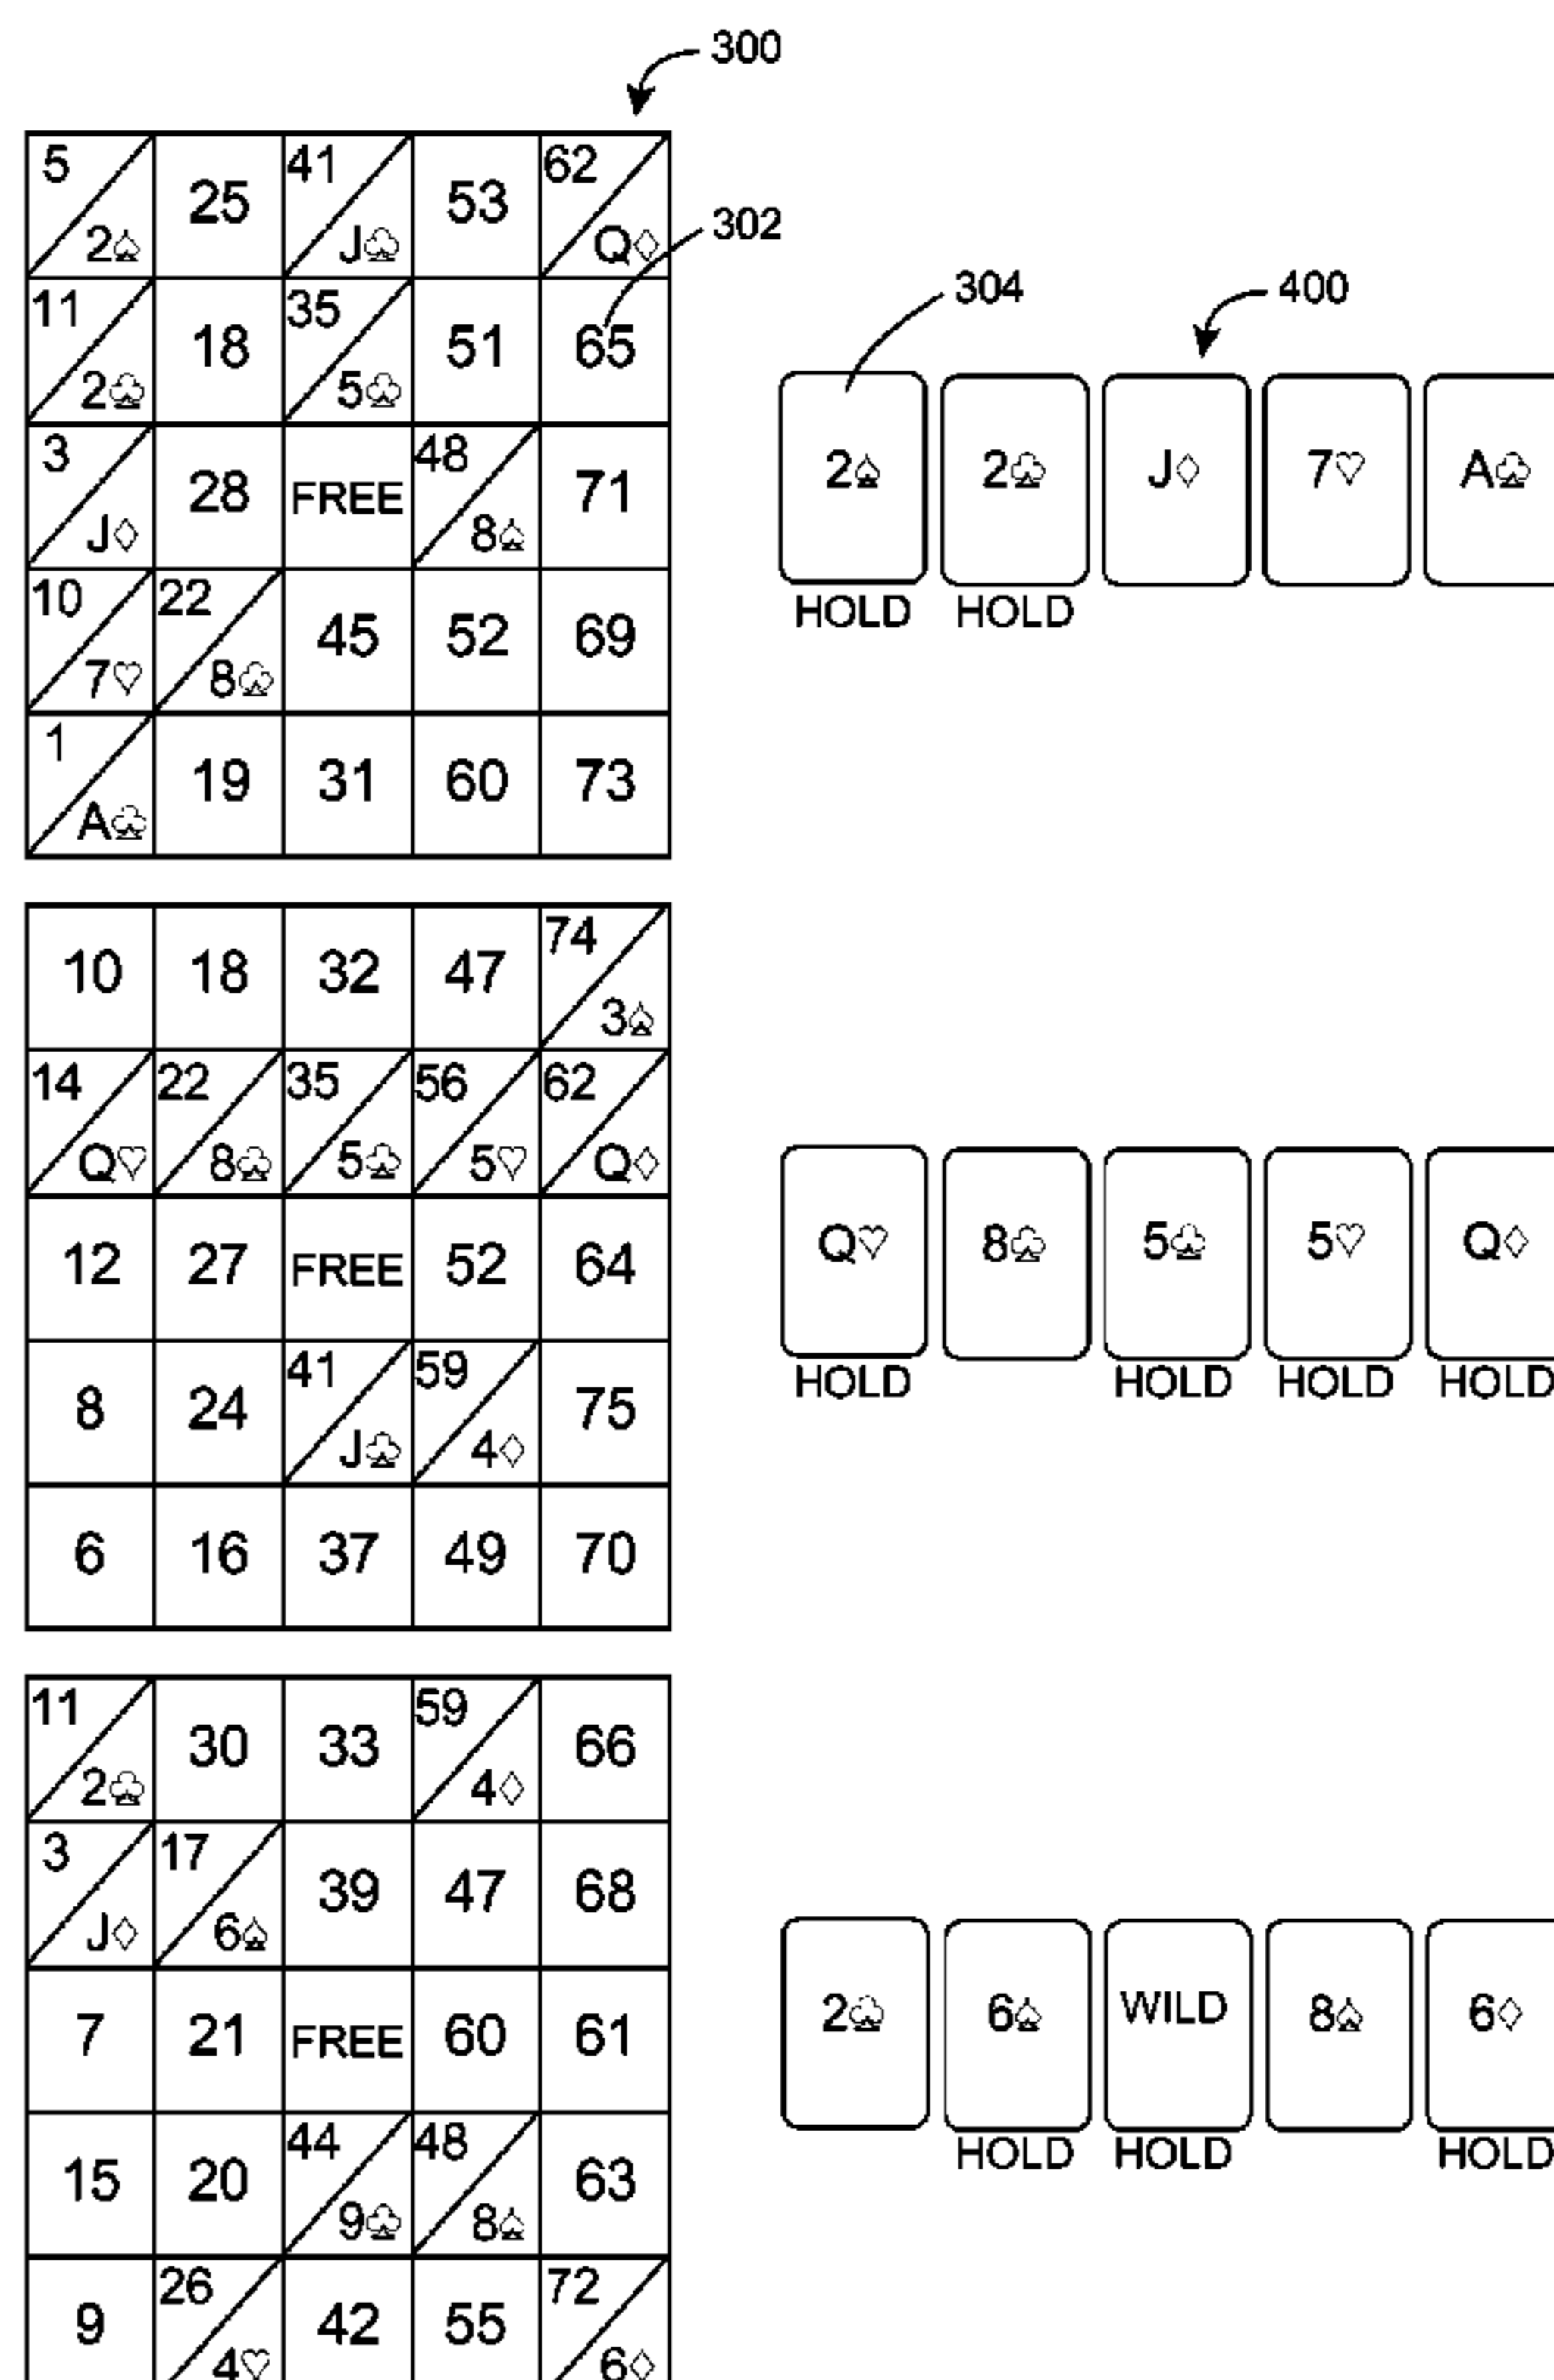 300
5 2♤ 25 41 J♧ 53 62 Q♢
302
11 2♧ 18 35 5♧ 51 65
3 J♢ 28 FREE 48 8♤ 71
10 7♡ 22 8♧ 45 52 69
1 A♧ 19 31 60 73
304 400
2♤ 2♧ J♢ 7♡ A♧
HOLD HOLD
10 18 32 47 74 3♤
14 Q♡ 22 8♧ 35 5♧ 56 5♡ 62 Q♢
12 27 FREE 52 64
8 24 41 J♧ 59 4♢ 75
6 16 37 49 70
Q♡ 8♧ 5♧ 5♡ Q♢
HOLD HOLD HOLD HOLD
11 2♧ 30 33 59 4♢ 66
3 J♢ 17 6♤ 39 47 68
7 21 FREE 60 61
15 20 44 9♧ 48 8♤ 63
9 26 4♡ 42 55 72 6♢
2♧ 6♤ WILD 8♤ 6♢
HOLD HOLD HOLD